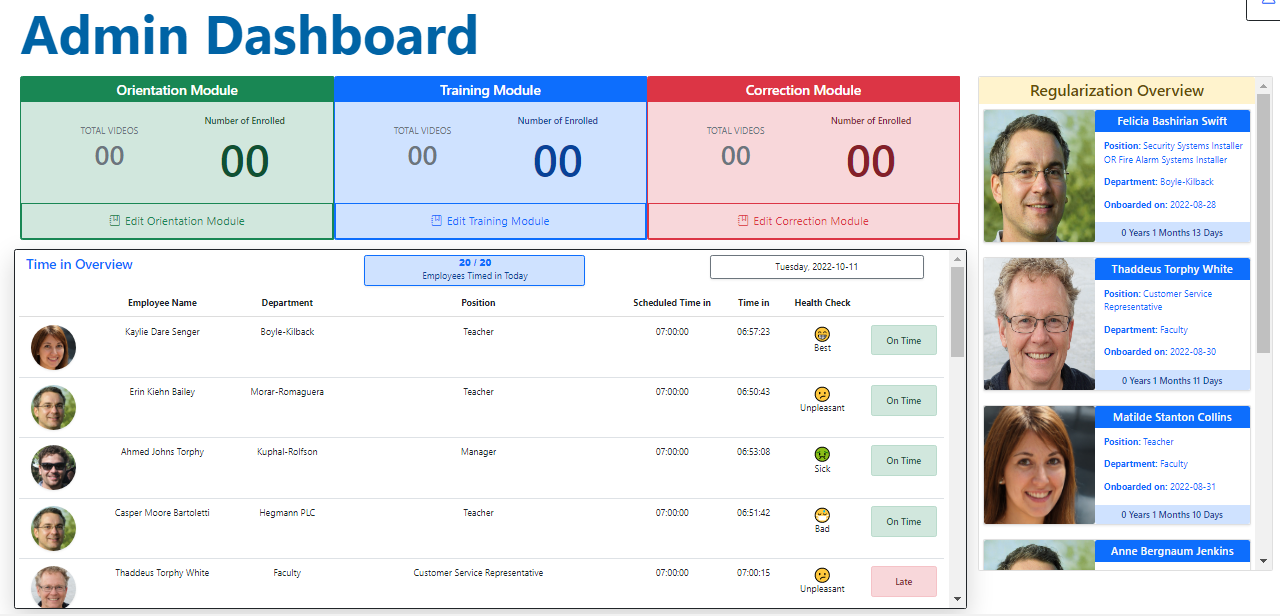 Admin Dashboard
Orientation Module
TOTAL VIDEOS
00
Number of Enrolled
00
Edit Orientation Module
Training Module
TOTAL VIDEOS
00
Number of Enrolled
00
Edit Training Module
Correction Module
TOTAL VIDEOS
00
Number of Enrolled
00
Edit Correction Module
Time in Overview
20 / 20
Employees Timed in Today
Tuesday, 2022-10-11
Employee Name Department Position Scheduled Time in Time in Health Check
Kaylie Dare Senger Boyle-Kilback Teacher 07:00:00 06:57:23 Best On Time
Erin Kiehn Bailey Morar-Romaguera Teacher 07:00:00 06:50:43 Unpleasant On Time
Ahmed Johns Torphy Kuphal-Rolfson Manager 07:00:00 06:53:08 Sick On Time
Casper Moore Bartoletti Hegmann PLC Teacher 07:00:00 06:51:42 Bad On Time
Thaddeus Torphy White Faculty Customer Service Representative 07:00:00 07:00:15 Unpleasant Late
Regularization Overview
Felicia Bashirian Swift
Position: Security Systems Installer
OR Fire Alarm Systems Installer
Department: Boyle-Kilback
Onboarded on: 2022-08-28
0 Years 1 Months 13 Days
Thaddeus Torphy White
Position: Customer Service
Representative
Department: Faculty
Onboarded on: 2022-08-30
0 Years 1 Months 11 Days
Matilde Stanton Collins
Position: Teacher
Department: Faculty
Onboarded on: 2022-08-31
0 Years 1 Months 10 Days
Anne Bergnaum Jenkins